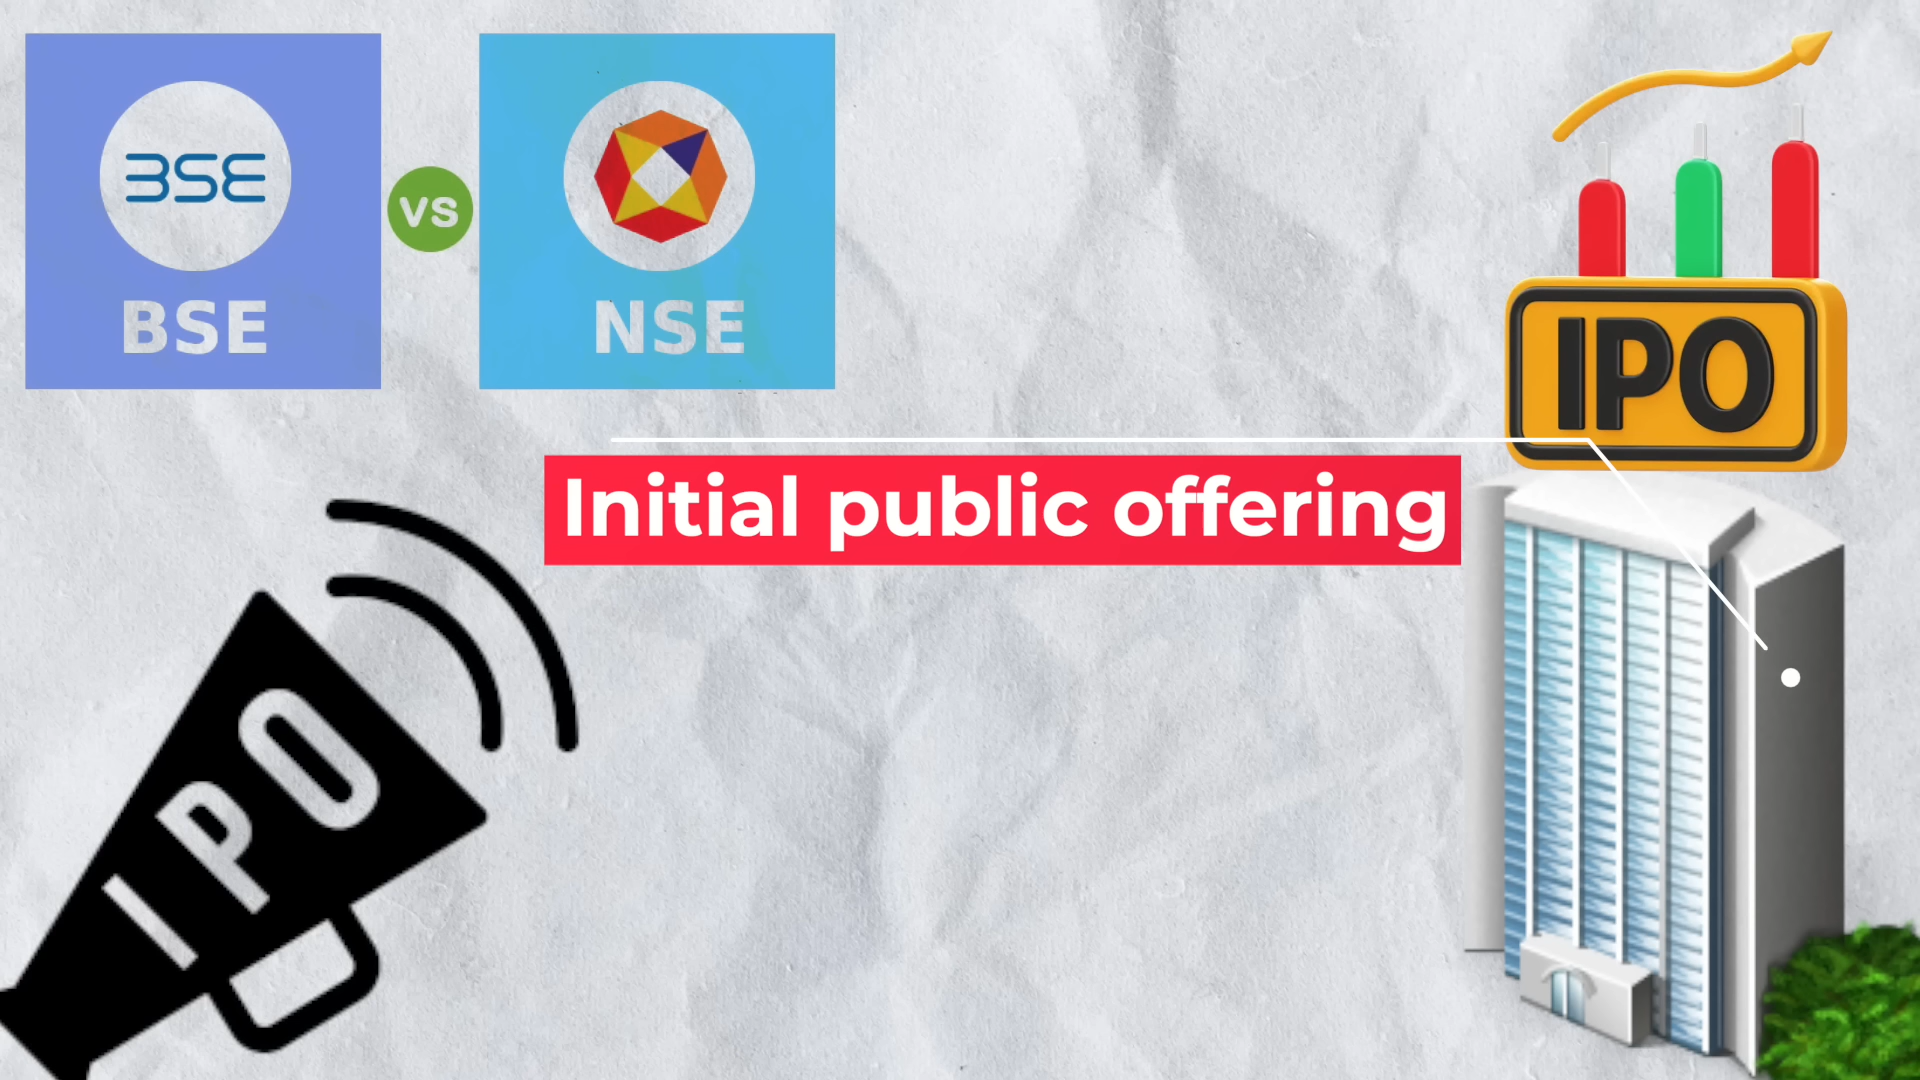 BSE
BSE
VS
NSE
IPO
Initial public offering
IPO